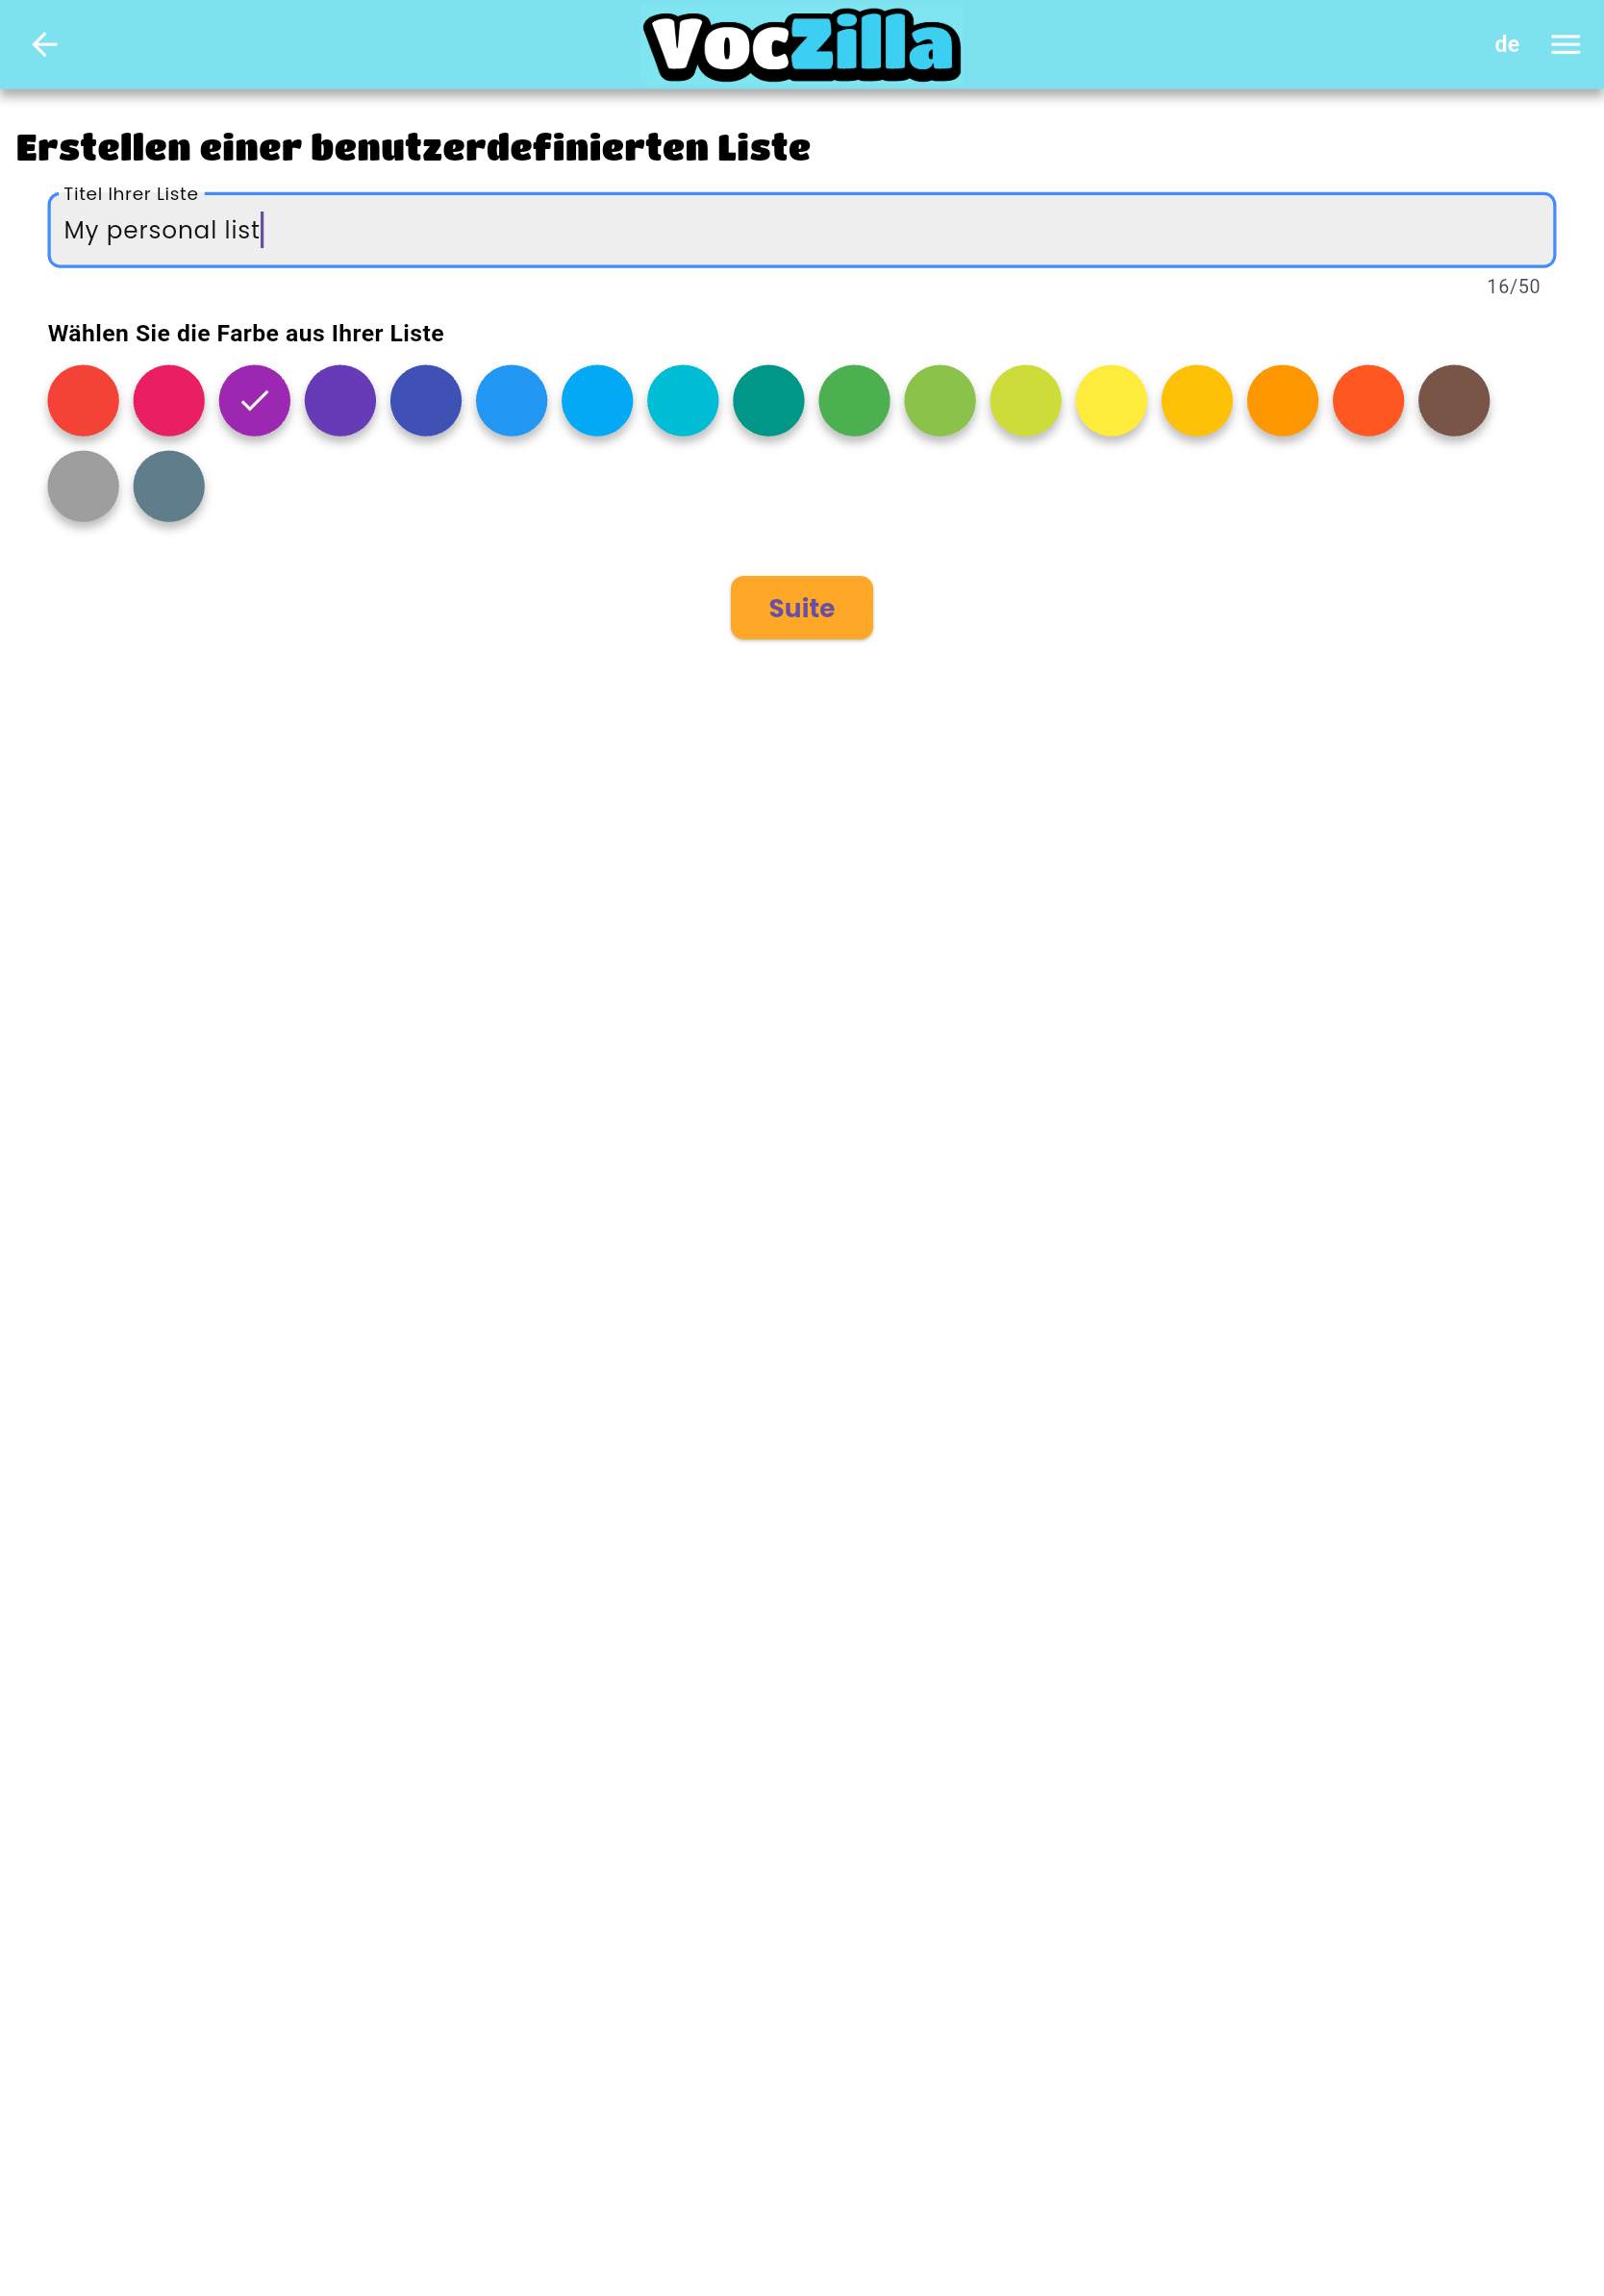 VocZilla
de
Erstellen einer benutzerdefinierten Liste
Titel Ihrer Liste
My personal list
16/50
Wählen Sie die Farbe aus Ihrer Liste
Suite